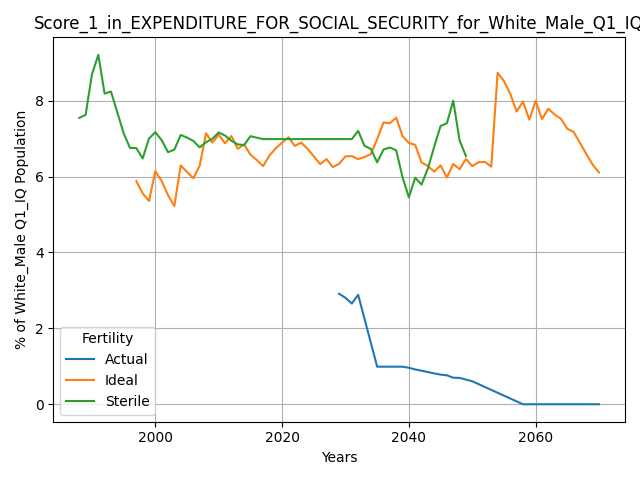 Score_1_in_EXPENDITURE_FOR_SOCIAL_SECURITY_for_White_Male_Q1_IQ
% of White_Male Q1_IQ Population
8
6
4
2
0
Fertility
Actual
Ideal
Sterile
2000 2020 2040 2060
Years